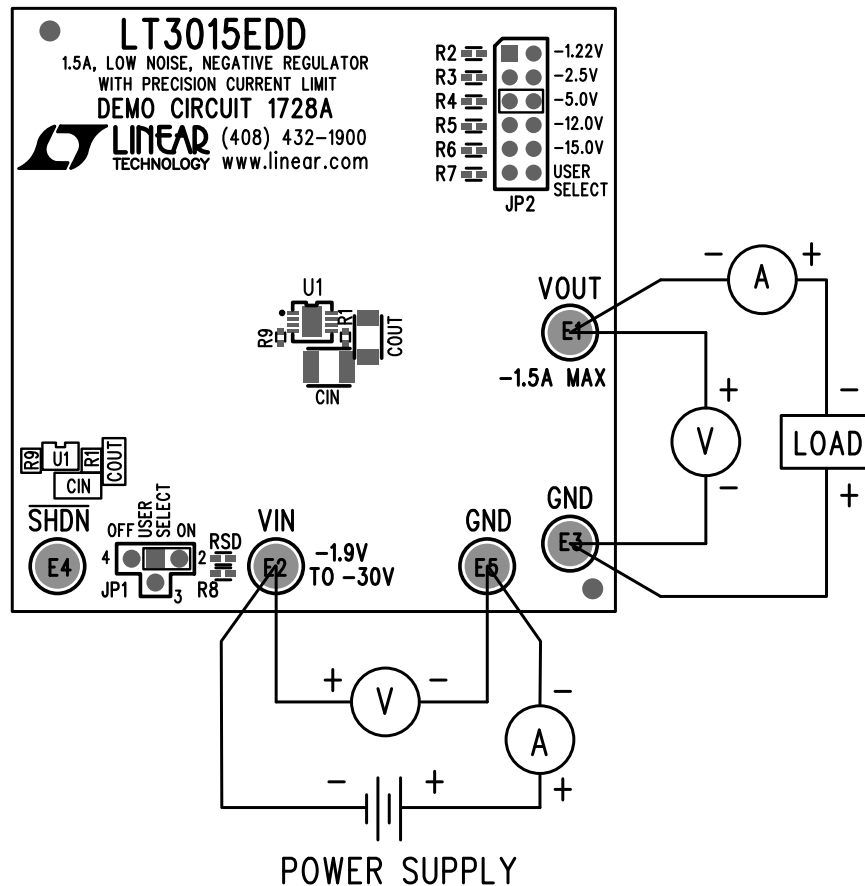 LT3015EDD
1.5A, LOW NOISE, NEGATIVE REGULATOR
WITH PRECISION CURRENT LIMIT
DEMO CIRCUIT 1728A
LINEAR (408) 432-1900
TECHNOLOGY www.linear.com
R2 -1.22V
R3 -2.5V
R4 -5.0V
R5 -12.0V
R6 -15.0V
R7 USER
SELECT
JP2
- A +
VOUT
E1
-1.5A MAX
U1
R9
R1
COUT
CIN
+
V
-
-
LOAD
+
R9
U1
R1
COUT
CIN
SHDN
E4
OFF
USER
SELECT
ON
4
2
JP1
3
RSD
R8
VIN
E2
-1.9V
TO -30V
GND
E5
GND
E3
+ V -
-
A
+
- +
POWER SUPPLY